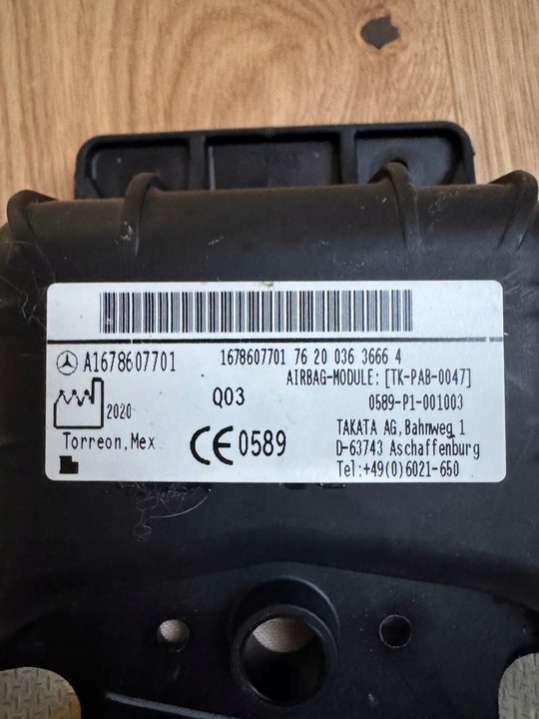 A1678607701
1678607701 76 20 036 3666 4
AIRBAG-MODULE: [TK-PAB-0047]
2020
Q03
0589-P1-001003
Torreon, Mex
CE 0589
TAKATA AG, Bahnweg 1
D-63743 Aschaffenburg
Tel:+49(0)6021-650